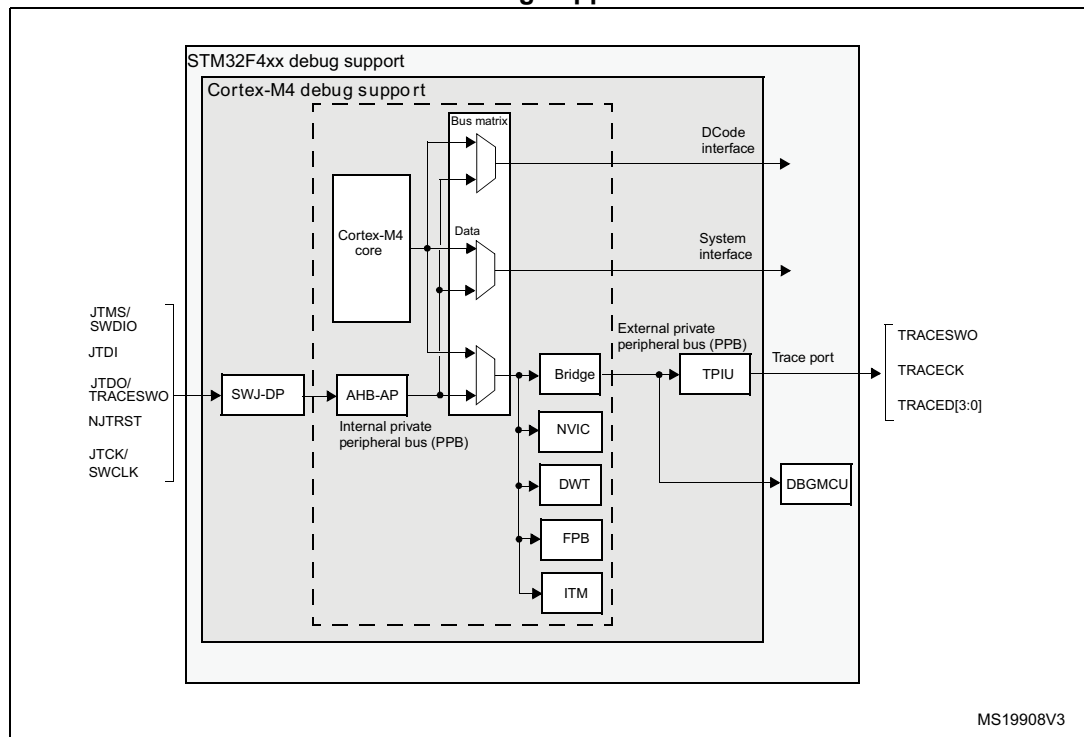 STM32F4xx debug support
Cortex-M4 debug support
Bus matrix
DCode
interface
Cortex-M4
core
Data
System
interface
JTMS/
SWDIO
JTDI
JTDO/
TRACESWO
NJTRST
JTCK/
SWCLK
SWJ-DP
AHB-AP
Internal private
peripheral bus (PPB)
External private
peripheral bus (PPB)
Bridge
TPIU
Trace port
TRACESWO
TRACECK
TRACED[3:0]
NVIC
DWT
FPB
ITM
DBGMCU
MS19908V3